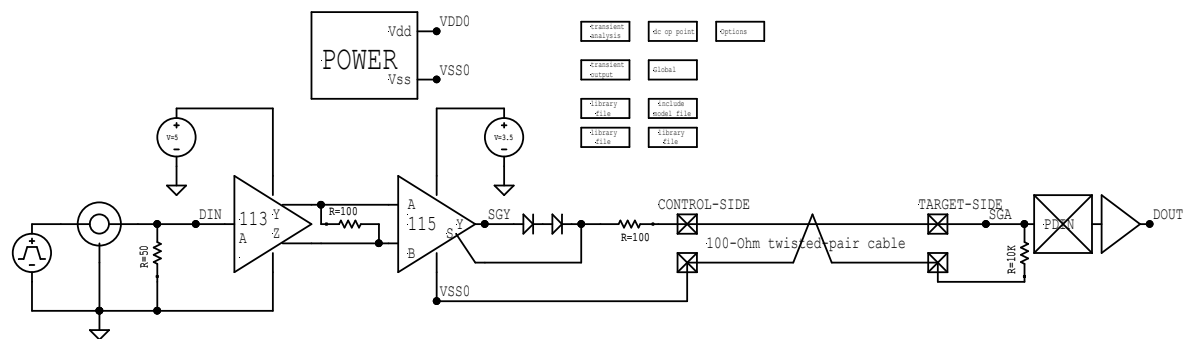 Vdd
VDD0
POWER
Vss
VSS0
transient
analysis
dc op point
Options
transient
output
Global
library
file
include
model file
library
file
library
file
V=5
V=3.5
DIN
113
Y
Z
A
R=50
R=100
A
B
115
Y
S
SGY
R=100
VSS0
CONTROL-SIDE
100-Ohm twisted-pair cable
TARGET-SIDE
SGA
R=10K
PDIN
DOUT